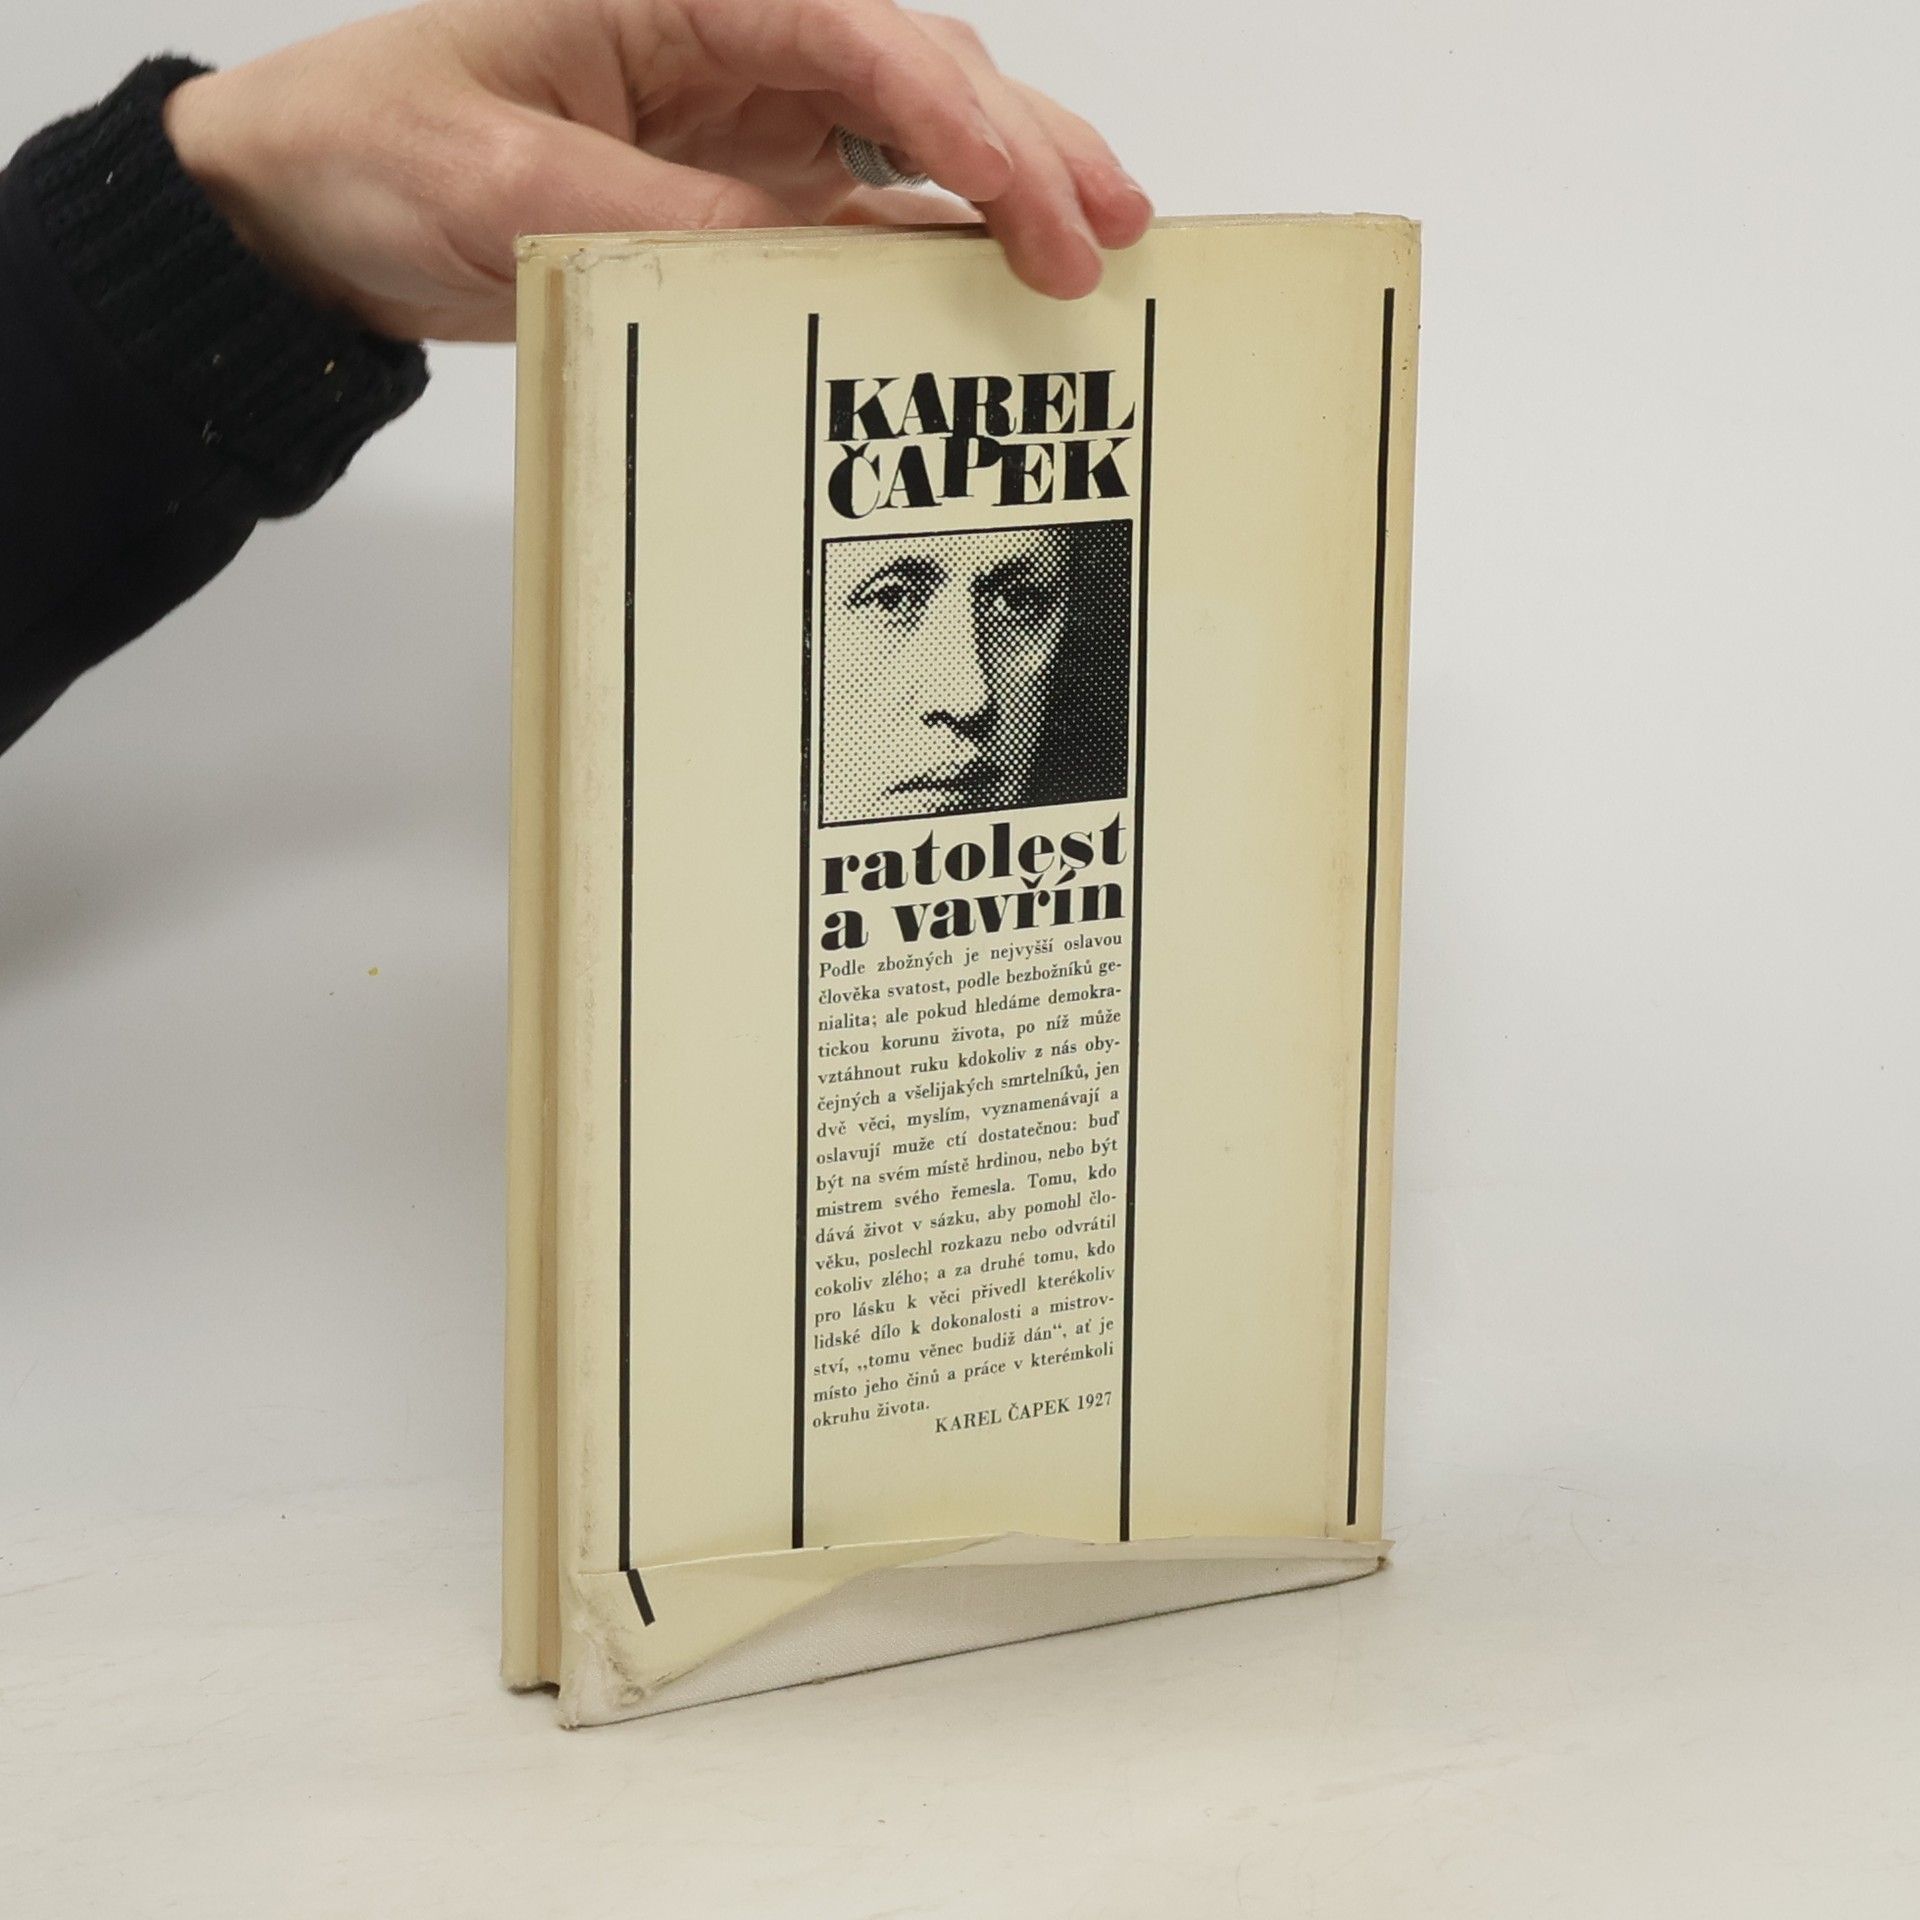 KAREL
ČAPEK
ratolest
a vavřín
Podle zbožných je nejvyšší oslavou
člověka svatost, podle bezbožníků ge-
nialita; ale pokud hledáme demokra-
tickou korunu života, po níž může
vztáhnout ruku kdokoliv z nás oby-
čejných a všelijakých smrtelníků, jen
dvě věci, myslím, vyznamenávají a
oslavují muže ctí dostatečnou: buď
být na svém místě hrdinou, nebo být
mistrem svého řemesla. Tomu, kdo
dává život v sázku, aby pomohl člo-
věku, poslechl rozkazu nebo odvrátil
cokoliv zlého; a za druhé tomu, kdo
pro lásku k věci přivedl kterékoliv
lidské dílo k dokonalosti a mistrov-
ství, „tomu věnec budiž dán“, ať je
místo jeho činů a práce v kterémkoli
okruhu života.
KAREL ČAPEK 1927